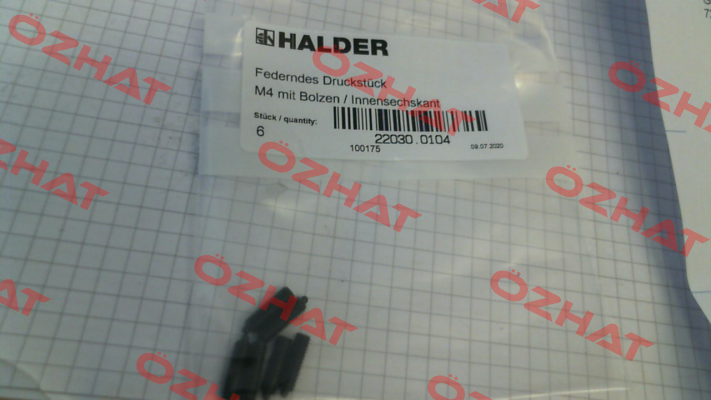 HALDER
Federndes Druckstück
M4 mit Bolzen / Innensechskant
Stück / quantity:
6
22030.0104
100175
09.07.2020
ÖZHAT
ÖZHAT
ÖZHAT
ÖZHAT
ÖZHAT
ÖZHAT
ÖZHAT
ÖZHAT
ÖZHAT